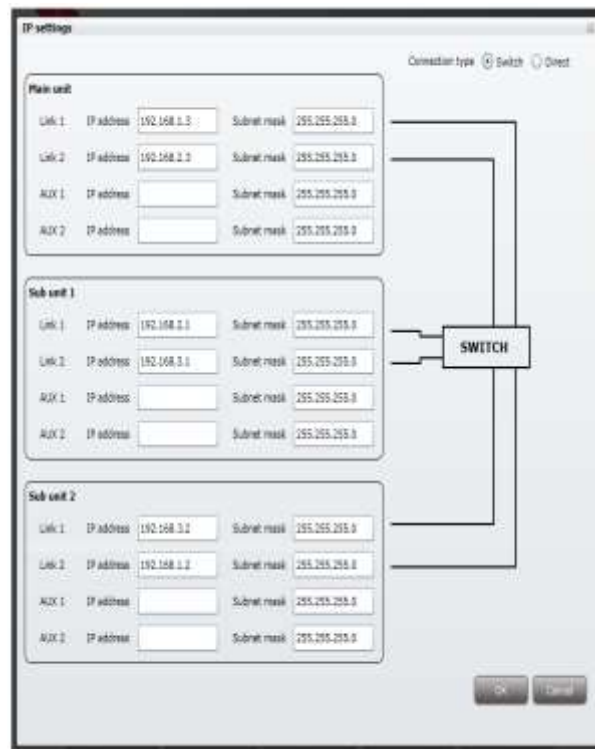 IP settings
Connection type Switch Direct
Main unit
Link 1 IP address 192.168.1.3 Subnet mask 255.255.255.0
Link 2 IP address 192.168.2.3 Subnet mask 255.255.255.0
AUX 1 IP address Subnet mask 255.255.255.0
AUX 2 IP address Subnet mask 255.255.255.0
Sub unit 1
Link 1 IP address 192.168.2.1 Subnet mask 255.255.255.0
Link 2 IP address 192.168.3.1 Subnet mask 255.255.255.0
AUX 1 IP address Subnet mask 255.255.255.0
AUX 2 IP address Subnet mask 255.255.255.0
SWITCH
Sub unit 2
Link 1 IP address 192.168.3.2 Subnet mask 255.255.255.0
Link 2 IP address 192.168.1.2 Subnet mask 255.255.255.0
AUX 1 IP address Subnet mask 255.255.255.0
AUX 2 IP address Subnet mask 255.255.255.0
OK Cancel